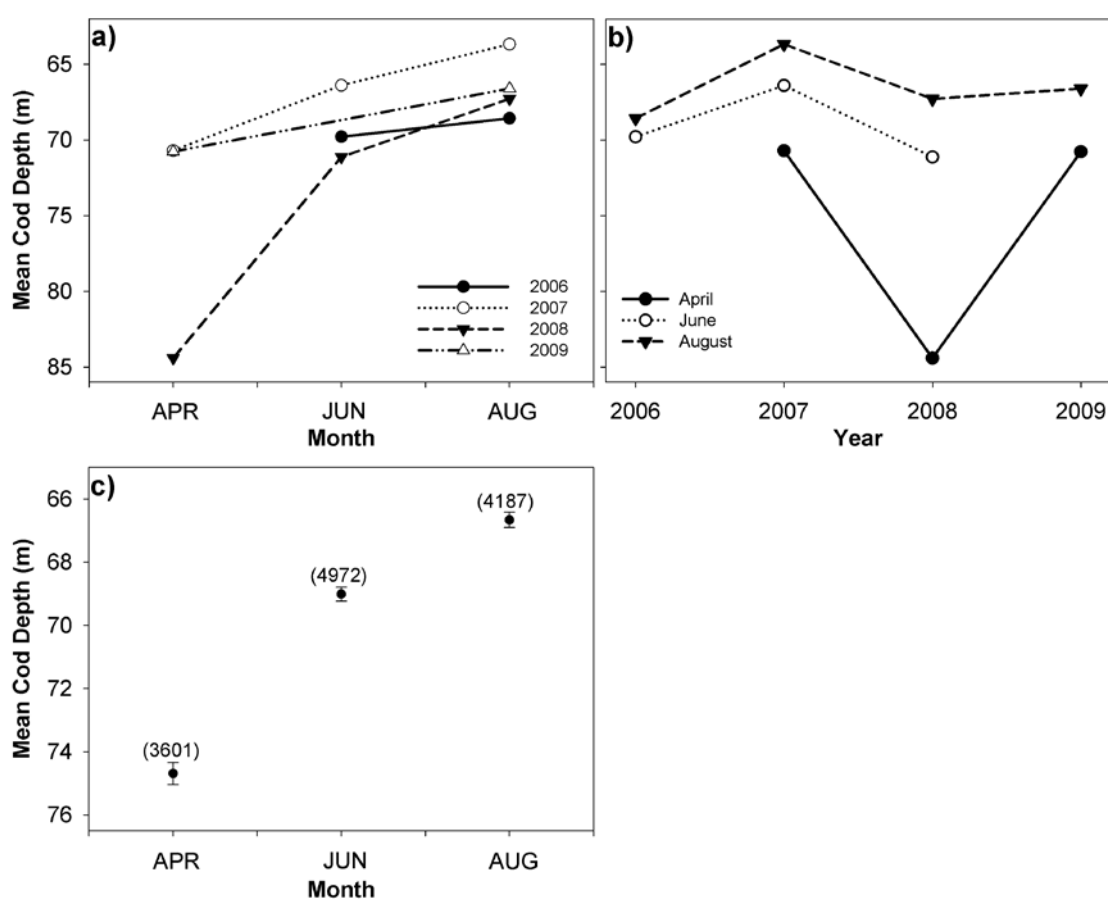 a)
Mean Cod Depth (m)
65
70
75
80
85
2006
2007
2008
2009
APR JUN AUG
Month
b)
April
June
August
2006 2007 2008 2009
Year
c)
Mean Cod Depth (m)
66
68
70
72
74
76
(4187)
(4972)
(3601)
APR JUN AUG
Month